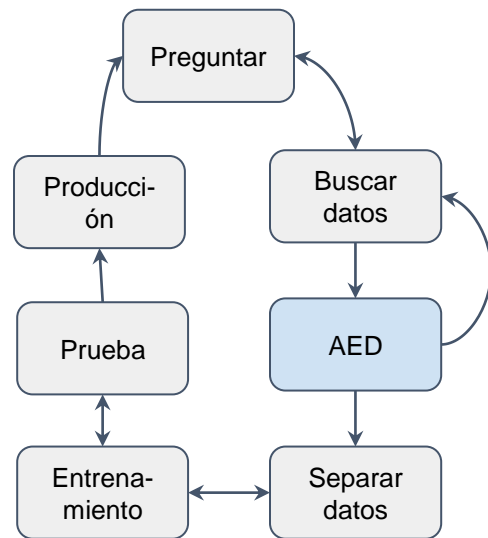 Preguntar
Buscar
datos
AED
Separar
datos
Entrena-
miento
Prueba
Producci-
ón